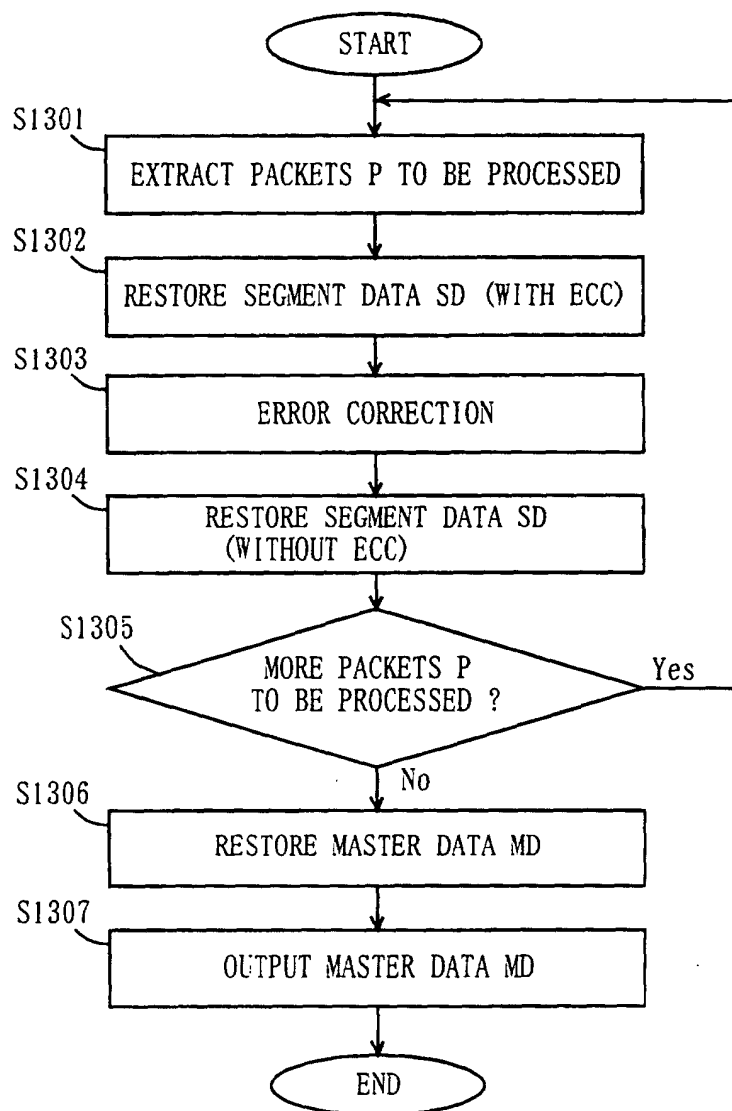 START
S1301
EXTRACT PACKETS P TO BE PROCESSED
S1302
RESTORE SEGMENT DATA SD (WITH ECC)
S1303
ERROR CORRECTION
S1304
RESTORE SEGMENT DATA SD
(WITHOUT ECC)
S1305
MORE PACKETS P
TO BE PROCESSED ?
Yes
No
S1306
RESTORE MASTER DATA MD
S1307
OUTPUT MASTER DATA MD
END